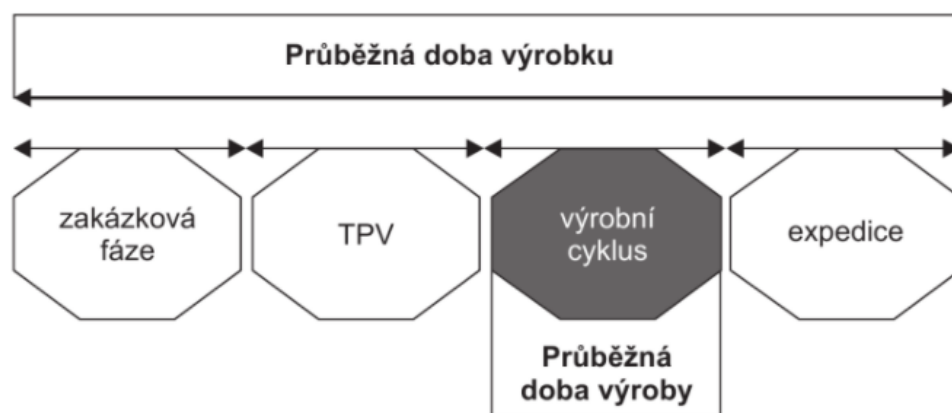 Průběžná doba výrobku
zakázková
fáze
TPV
výrobní
cyklus
expedice
Průběžná
doba výroby